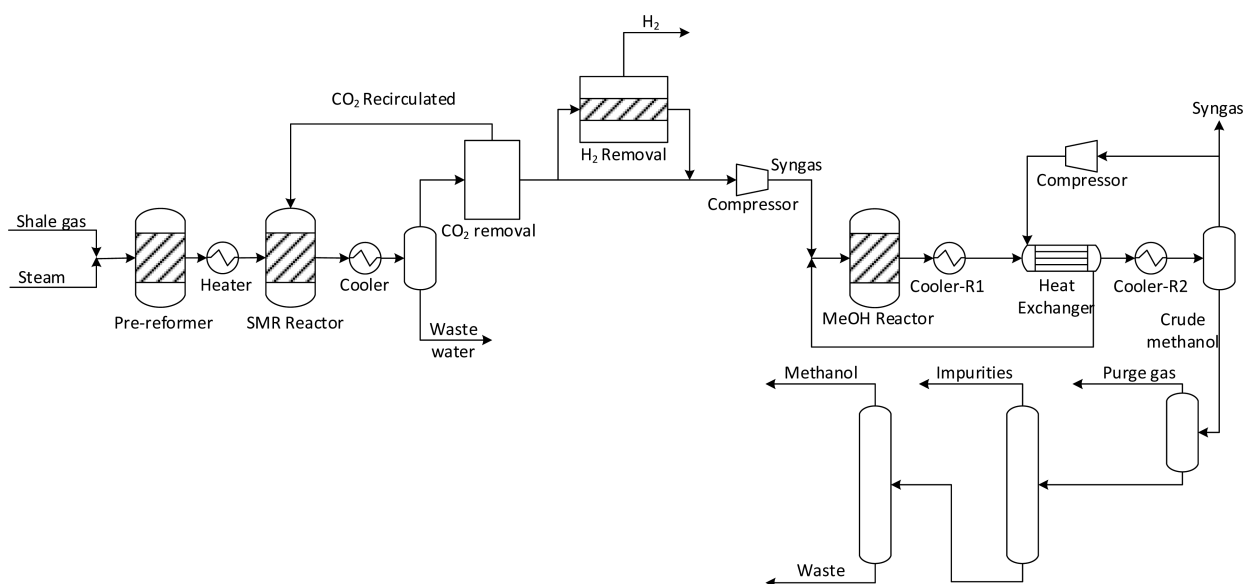 H₂
CO₂ Recirculated
H₂ Removal
Syngas
Syngas
Compressor
Compressor
CO₂ removal
Shale gas
Steam
Heater
Cooler
Pre-reformer
SMR Reactor
Waste
water
MeOH Reactor
Cooler-R1
Heat
Exchanger
Cooler-R2
Crude
methanol
Methanol
Impurities
Purge gas
Waste